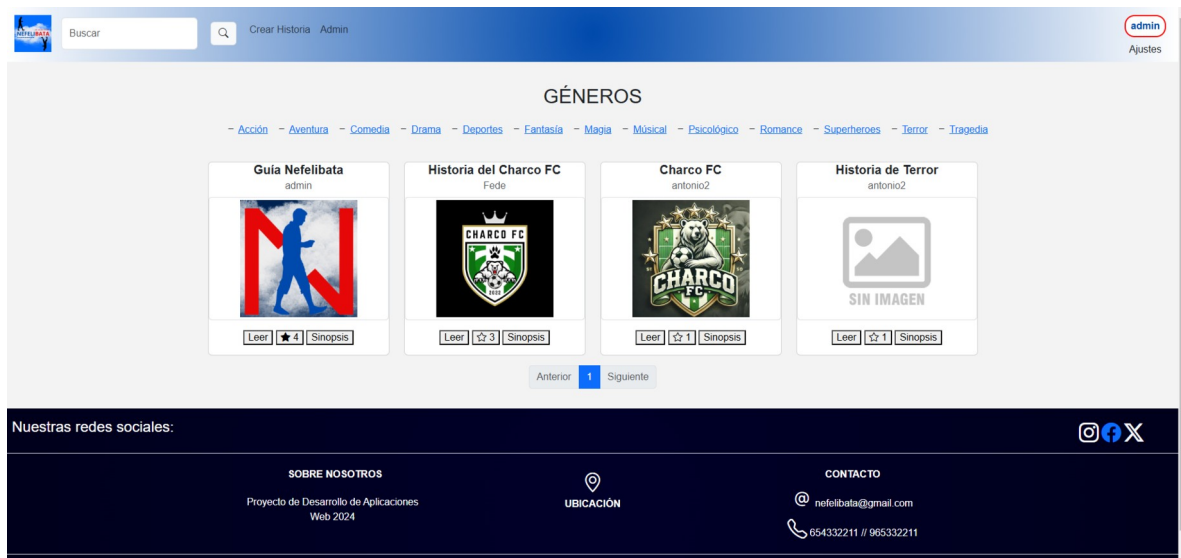 NEFELIBATA
Buscar
Crear Historia Admin
admin
Ajustes
GÉNEROS
- Acción - Aventura - Comedia - Drama - Deportes - Fantasía - Magia - Músical - Psicológico - Romance - Superheroes - Terror - Tragedia
Guía Nefelibata
admin
N
Leer ★ 4 Sinopsis
Historia del Charco FC
Fede
CHARCO FC
2022
Leer ☆ 3 Sinopsis
Charco FC
antonio2
CHARCO
FC
Leer ☆ 1 Sinopsis
Historia de Terror
antonio2
SIN IMAGEN
Leer ☆ 1 Sinopsis
Anterior 1 Siguiente
Nuestras redes sociales:
SOBRE NOSOTROS
Proyecto de Desarrollo de Aplicaciones
Web 2024
UBICACIÓN
CONTACTO
@ nefelibata@gmail.com
654332211 // 965332211